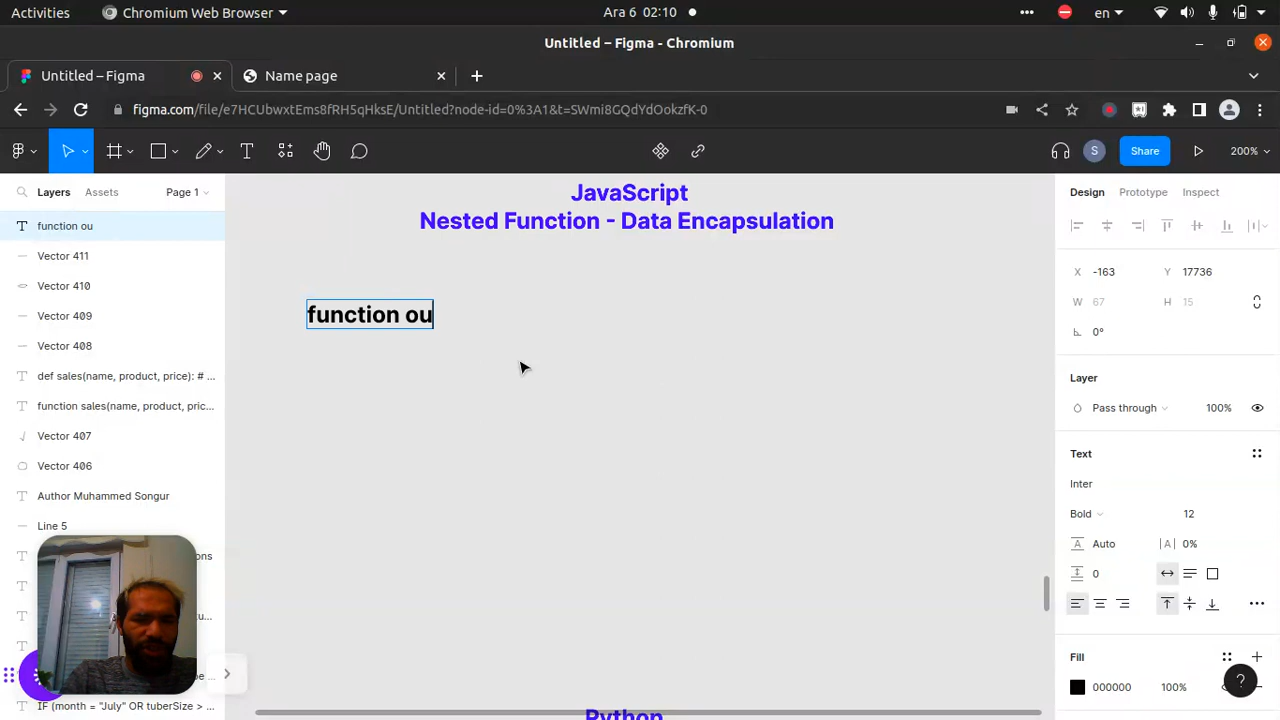 Activities
Chromium Web Browser
Ara 6 02:10
en
Untitled – Figma - Chromium
Untitled – Figma
Name page
figma.com/file/e7HCUbwxtEms8fRH5qHksE/Untitled?node-id=0%3A1&t=SWmi8GQdYdOokzfK-0
S
Share
200%
Layers
Assets
Page 1
function ou
Vector 411
Vector 410
Vector 409
Vector 408
def sales(name, product, price): # ...
function sales(name, product, pric...
Vector 407
Vector 406
Author Muhammed Songur
Line 5
IF (month = "July" OR tuberSize > ...
JavaScript
Nested Function - Data Encapsulation
function ou
Python
Design
Prototype
Inspect
X -163
Y 17736
W 67
H 15
0°
Layer
Pass through
100%
Text
Inter
Bold
12
Auto
|A| 0%
0
Fill
000000
100%
?